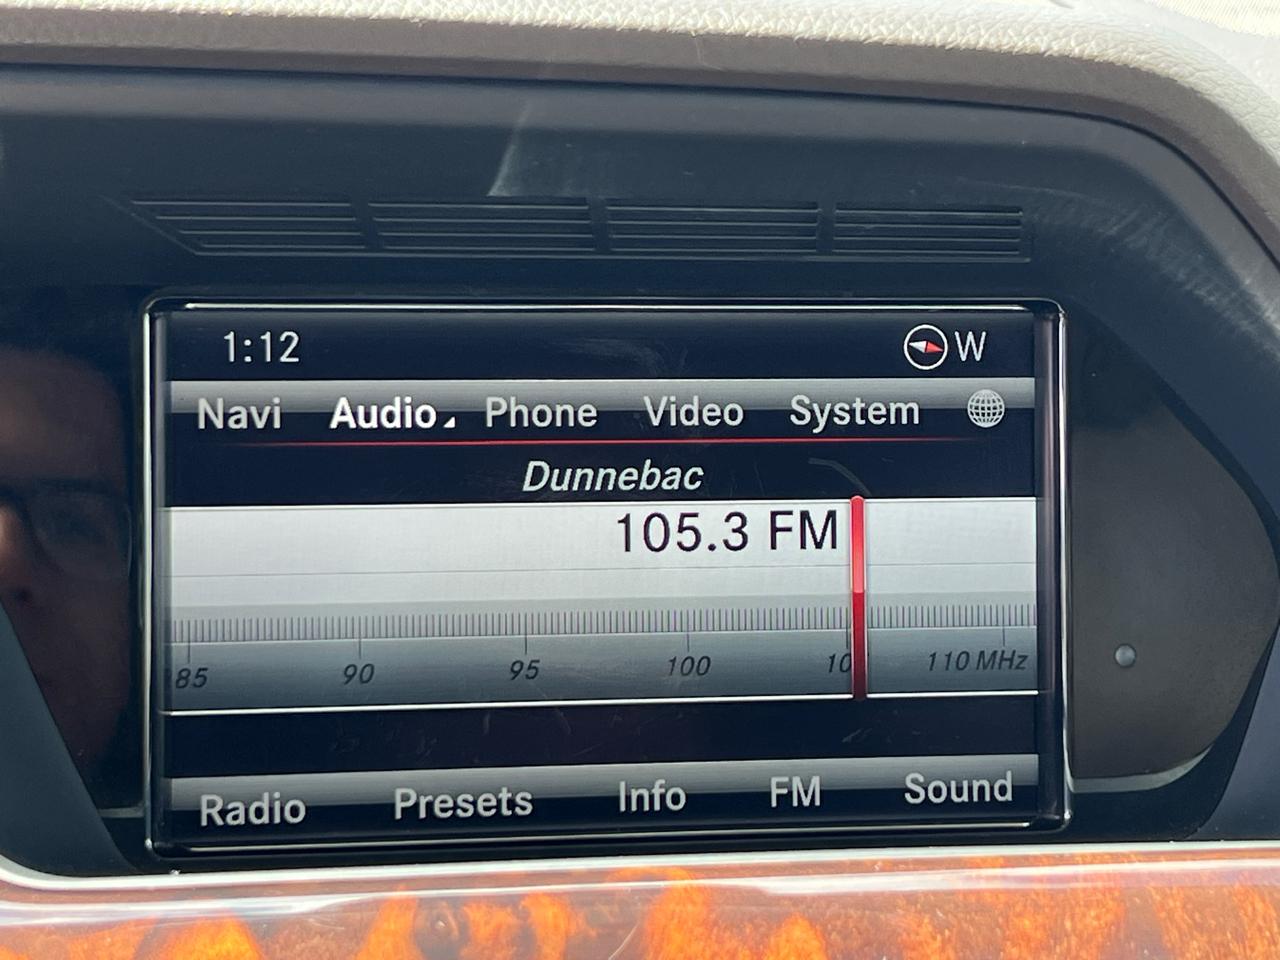 1:12 W
Navi Audio Phone Video System
Dunnebac
105.3 FM
85 90 95 100 10 110 MHz
Radio Presets Info FM Sound